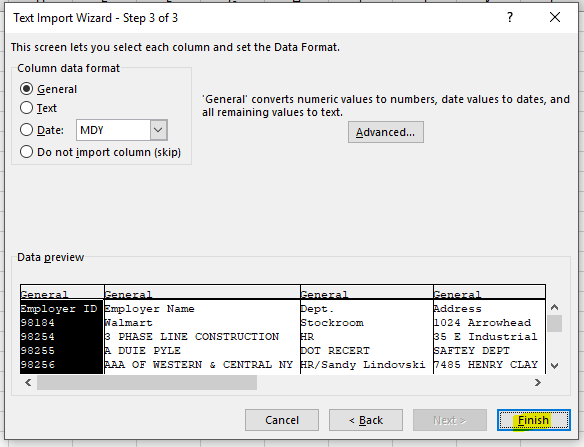 Text Import Wizard - Step 3 of 3
? ×
This screen lets you select each column and set the Data Format.
Column data format
General
Text
Date: MDY
Do not import column (skip)
'General' converts numeric values to numbers, date values to dates, and
all remaining values to text.
Advanced...
Data preview
General General General General
Employer ID Employer Name Dept. Address
98184 Walmart Stockroom 1024 Arrowhead
98254 3 PHASE LINE CONSTRUCTION HR 35 E Industrial
98255 A DUIE PYLE DOT RECERT SAFTEY DEPT
98256 AAA OF WESTERN & CENTRAL NY HR/Sandy Lindovski 7485 HENRY CLAY
Cancel < Back Next > Finish